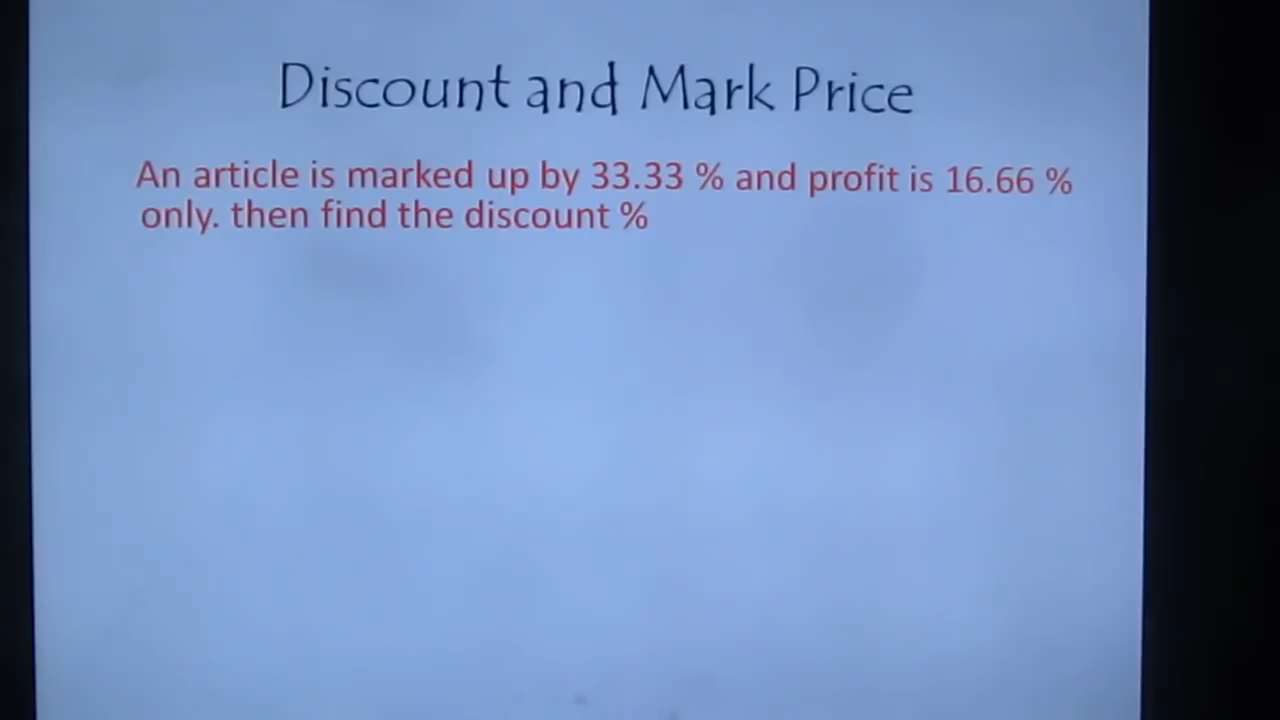 Discount and Mark Price
An article is marked up by 33.33 % and profit is 16.66 %
only. then find the discount %